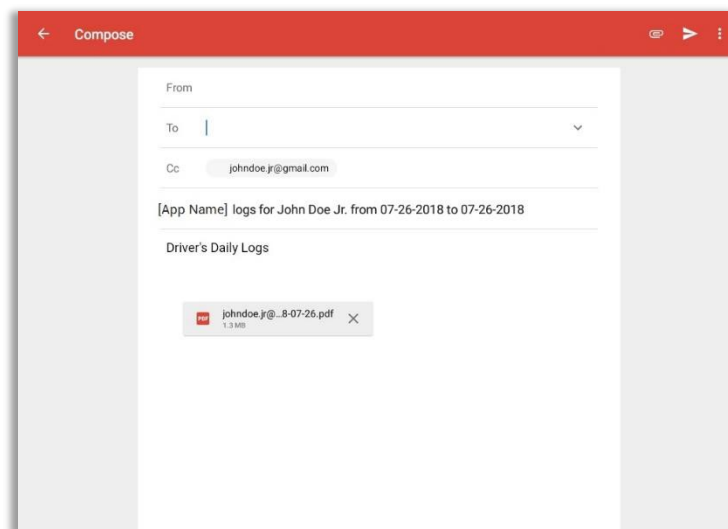 Compose
From
To
Cc johndoe.jr@gmail.com
[App Name] logs for John Doe Jr. from 07-26-2018 to 07-26-2018
Driver's Daily Logs
PDF johndoe.jr@...8-07-26.pdf
1.3 MB